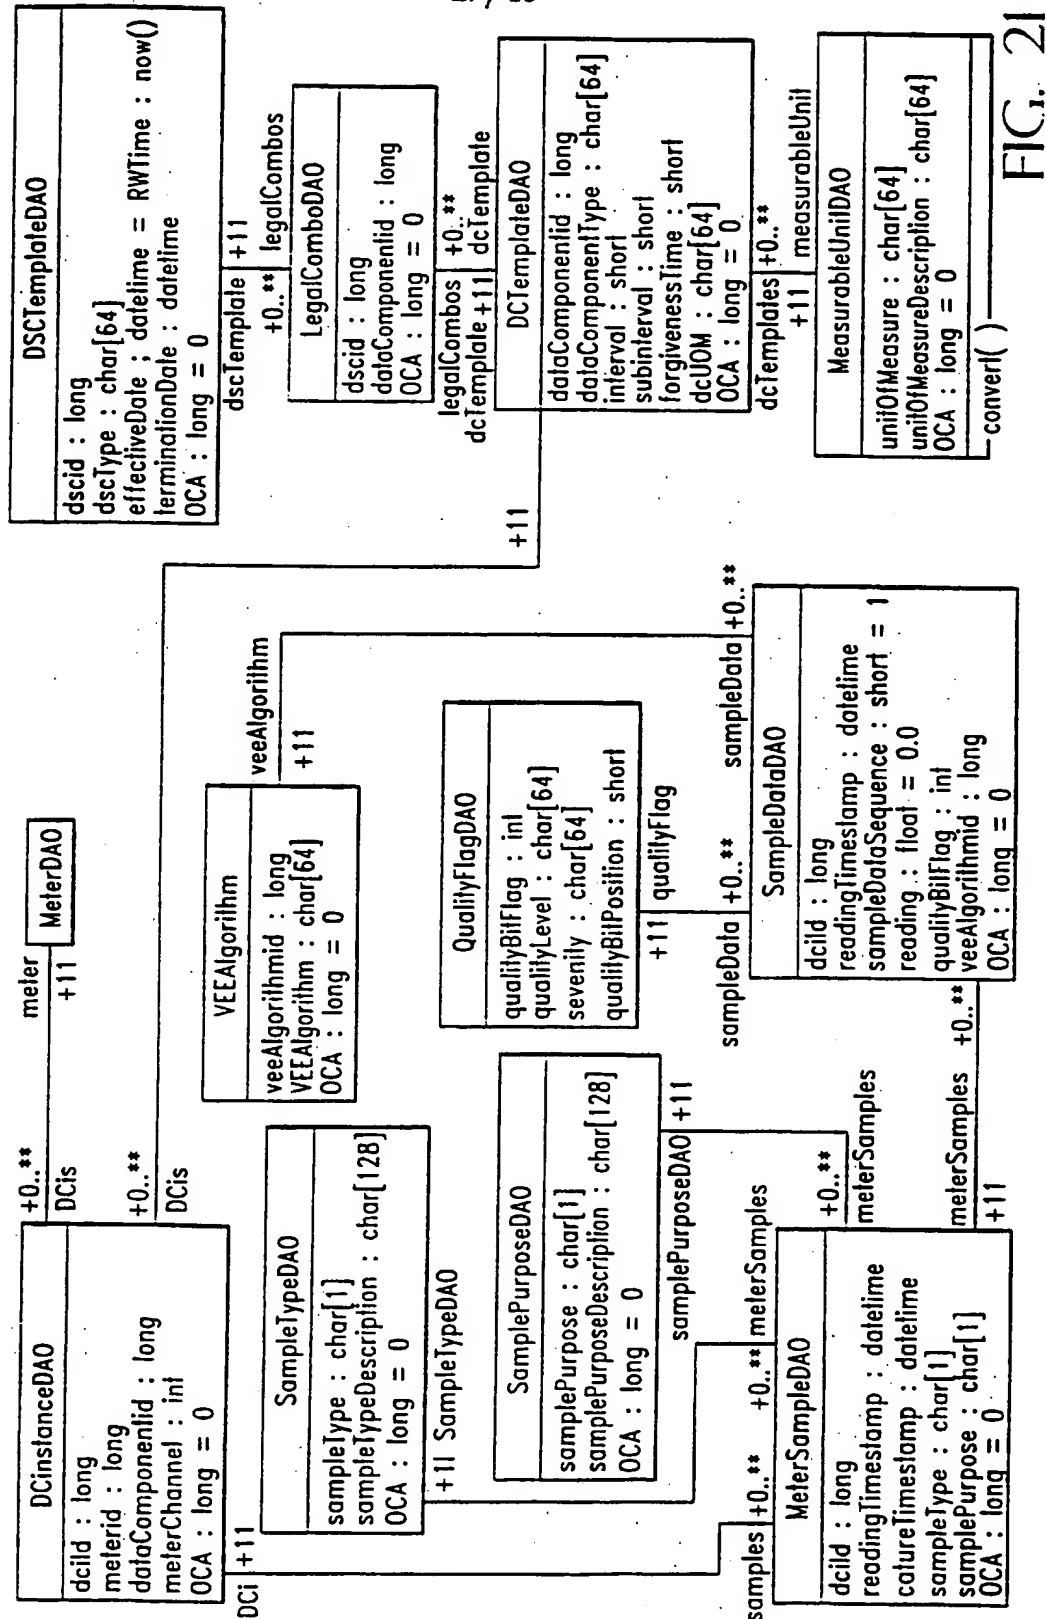 DCinstanceDAO
dciId : long
meterid : long
dataComponentid : long
meterChannel : int
OCA : long = 0
+0..**
DCis
meter
+11
MeterDAO
+0..**
DCis
+11
DCi
+11
DSCTemplateDAO
dscid : long
dscType : char[64]
effectiveDate ; datetime = RWTime : now()
terminationDate : datetime
OCA : long = 0
dscTemplate
+11
+0..**
legalCombos
LegalComboDAO
dscid : long
dataComponentid : long
OCA : long = 0
legalCombos
+0..**
dcTemplate
+11
dcTemplate
DCTemplateDAO
dataComponentid : long
dataComponentType : char[64]
interval : short
subinterval : short
forgivenessTime : short
dcUOM : char[64]
OCA : long = 0
dcTemplates
+0..**
+11
measurableUnit
MeasurableUnitDAO
unitOfMeasure : char[64]
unitOfMeasureDescription : char[64]
OCA : long = 0
convert( )
VEEAlgorithm
veeAlgorithmid : long
VEEAlgorithm : char[64]
OCA : long = 0
veeAlgorithm
+11
SampleTypeDAO
sampleType : char[1]
sampleTypeDescription : char[128]
OCA : long = 0
+11 SampleTypeDAO
QualityFlagDAO
qualityBitFlag : int
qualityLevel : char[64]
sevenity : char[64]
qualityBitPosition : short
+11
qualityFlag
SamplePurposeDAO
samplePurpose : char[1]
samplePurposeDescription : char[128]
OCA : long = 0
samplePurposeDAO
+11
sampleData
+0..**
sampleData
+0..**
SampleDataDAO
dciId : long
readingTimestamp : datetime
sampleDataSequence : short = 1
reading : float = 0.0
qualityBitFlag : int
veeAlgorithmid : long
OCA : long = 0
samples
+0..**
+0..**
meterSamples
+0..**
meterSamples
MeterSampleDAO
dciId : long
readingTimestamp : datetime
catureTimestamp : datetime
sampleType : char[1]
samplePurpose : char[1]
OCA : long = 0
meterSamples
+0..**
+11
FIG. 21